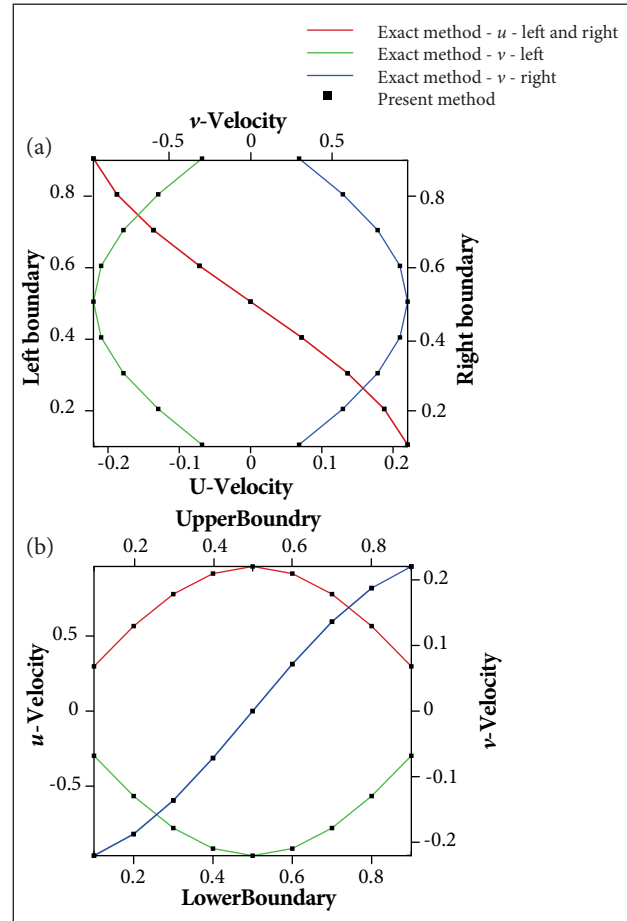 Exact method - u - left and right
Exact method - v - left
Exact method - v - right
Present method
(a)
v-Velocity
-0.5 0 0.5
Left boundary
0.8
0.6
0.4
0.2
Right boundary
0.8
0.6
0.4
0.2
-0.2 -0.1 0 0.1 0.2
U-Velocity
UpperBoundry
(b)
0.2 0.4 0.6 0.8
u-Velocity
0.5
0
-0.5
v-Velocity
0.2
0.1
0
-0.1
-0.2
0.2 0.4 0.6 0.8
LowerBoundary